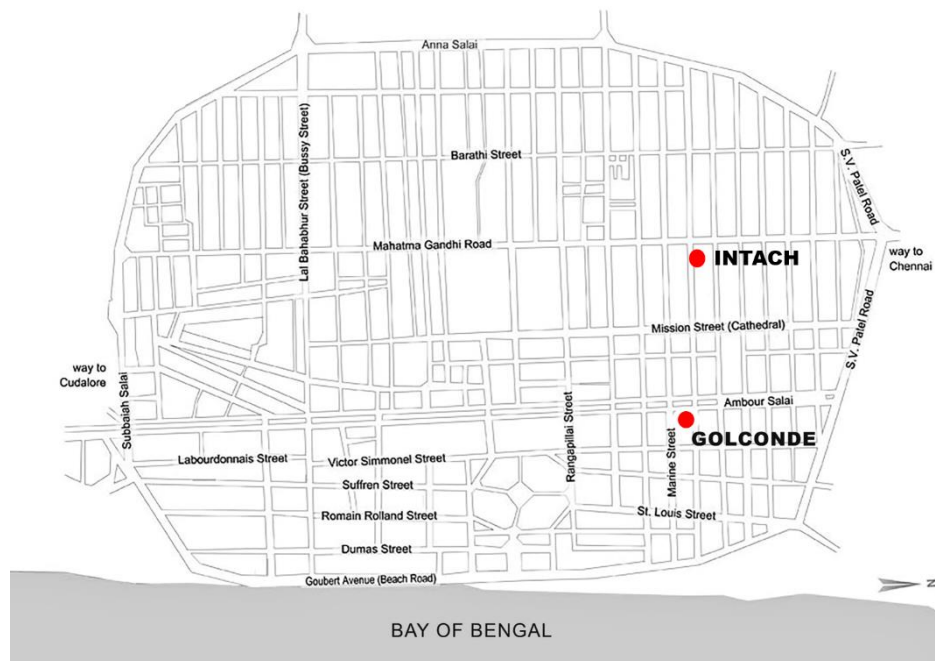 Anna Salai
Lal Bahabhur Street (Bussy Street)
Barathi Street
S.V. Patel Road
Mahatma Gandhi Road
way to
Chennai
INTACH
Mission Street (Cathedral)
S.V. Patel Road
way to
Cudalore
Subbaiah Salai
Ambour Salai
Rangapillai Street
Marine Street
GOLCONDE
Labourdonnais Street
Victor Simmonel Street
Suffren Street
Romain Rolland Street
St. Louis Street
Dumas Street
Goubert Avenue (Beach Road)
N
BAY OF BENGAL